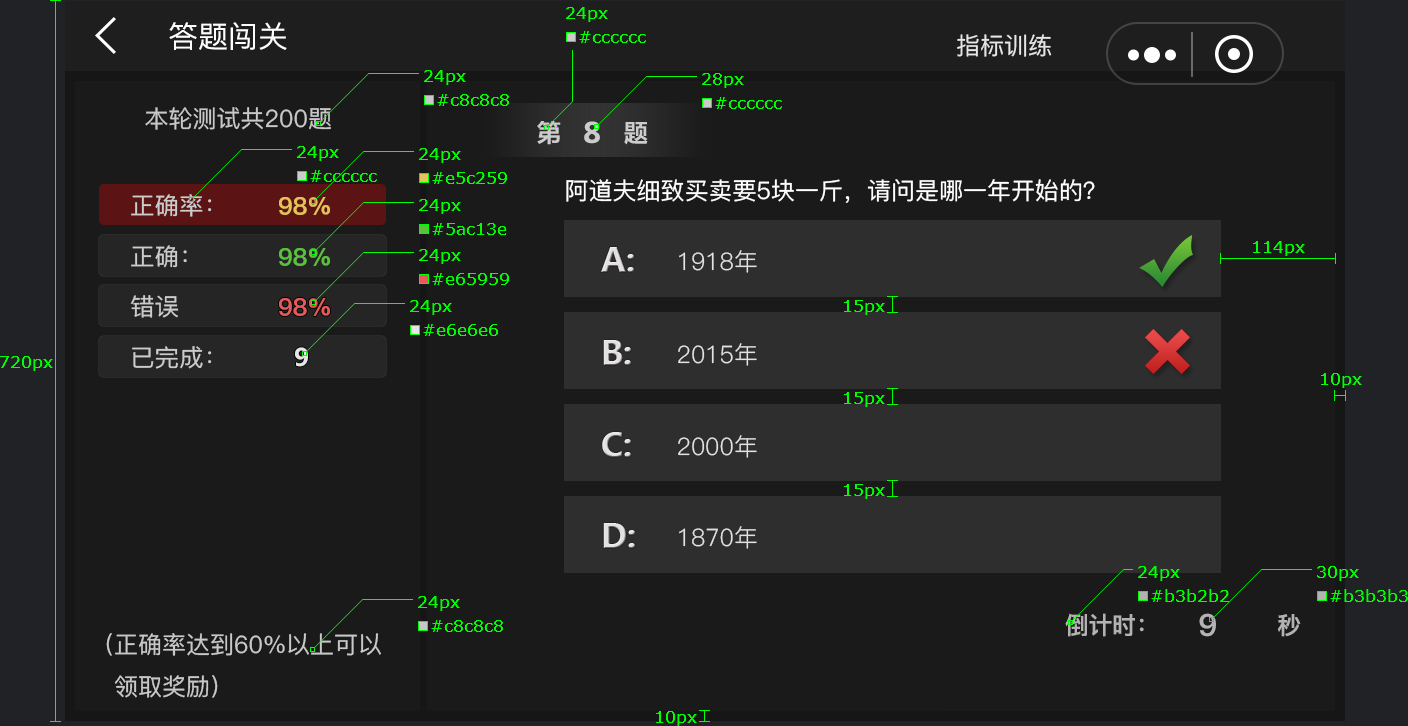 答题闯关
指标训练
24px
#cccccc
24px
#c8c8c8
28px
#cccccc
本轮测试共200题
第 8 题
24px
#cccccc
24px
#e5c259
正确率: 98%
24px
#5ac13e
正确: 98%
24px
#e65959
错误 98%
24px
#e6e6e6
已完成: 9
720px
阿道夫细致买卖要5块一斤，请问是哪一年开始的?
A: 1918年
114px
15px
B: 2015年
10px
15px
C: 2000年
15px
D: 1870年
24px
#b3b2b2
30px
#b3b3b3
倒计时: 9 秒
24px
#c8c8c8
（正确率达到60%以上可以
领取奖励）
10px